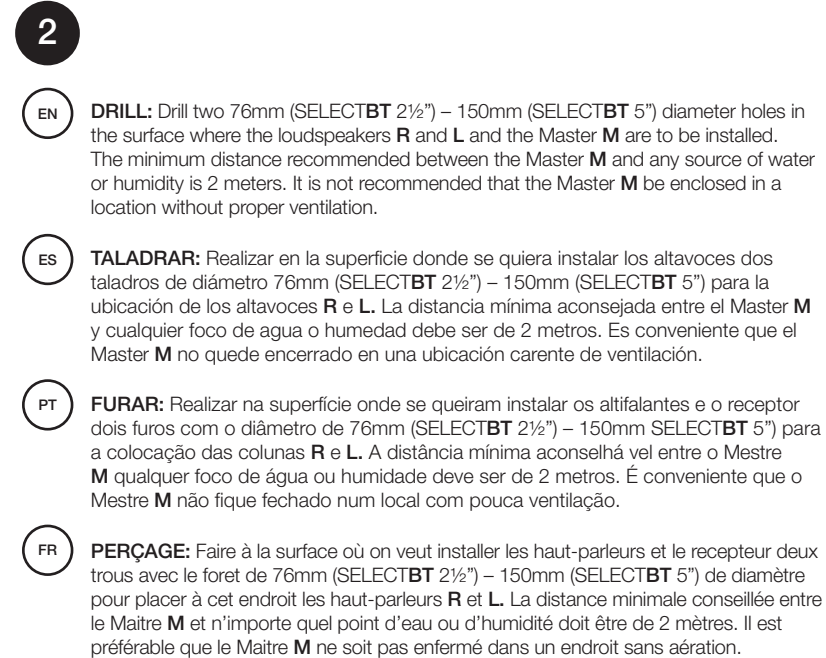 2
EN
DRILL: Drill two 76mm (SELECTBT 2½”) – 150mm (SELECTBT 5”) diameter holes in
the surface where the loudspeakers R and L and the Master M are to be installed.
The minimum distance recommended between the Master M and any source of water
or humidity is 2 meters. It is not recommended that the Master M be enclosed in a
location without proper ventilation.
ES
TALADRAR: Realizar en la superficie donde se quiera instalar los altavoces dos
taladros de diámetro 76mm (SELECTBT 2½”) – 150mm (SELECTBT 5”) para la
ubicación de los altavoces R e L. La distancia mínima aconsejada entre el Master M
y cualquier foco de agua o humedad debe ser de 2 metros. Es conveniente que el
Master M no quede encerrado en una ubicación carente de ventilación.
PT
FURAR: Realizar na superfície onde se queiram instalar os altifalantes e o receptor
dois furos com o diâmetro de 76mm (SELECTBT 2½”) – 150mm SELECTBT 5”) para
a colocação das colunas R e L. A distância mínima aconselhá vel entre o Mestre
M qualquer foco de água ou humidade deve ser de 2 metros. É conveniente que o
Mestre M não fique fechado num local com pouca ventilação.
FR
PERÇAGE: Faire à la surface où on veut installer les haut-parleurs et le recepteur deux
trous avec le foret de 76mm (SELECTBT 2½”) – 150mm (SELECTBT 5”) de diamètre
pour placer à cet endroit les haut-parleurs R et L. La distance minimale conseillée entre
le Maitre M et n’importe quel point d’eau ou d’humidité doit être de 2 mètres. Il est
préférable que le Maitre M ne soit pas enfermé dans un endroit sans aération.